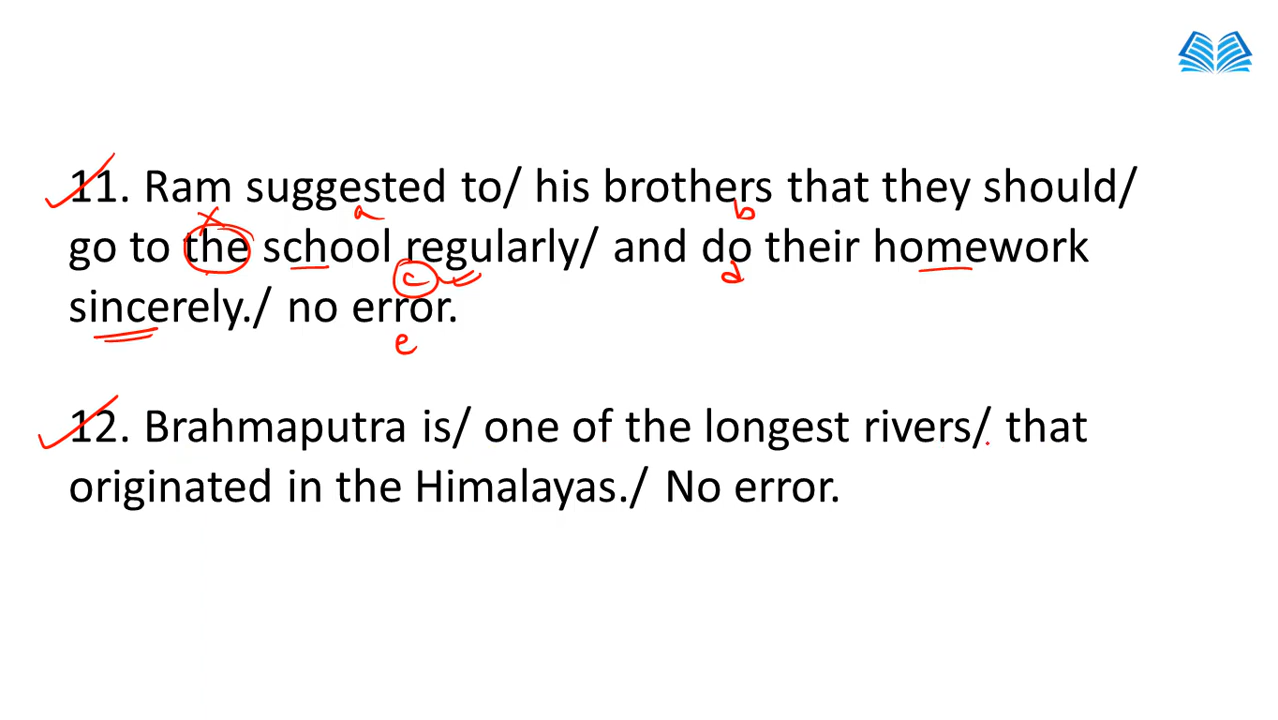 11. Ram suggested to/ his brothers that they should/
a b
go to the school regularly/ and do their homework
c d
sincerely./ no error.
e
12. Brahmaputra is/ one of the longest rivers/ that
originated in the Himalayas./ No error.